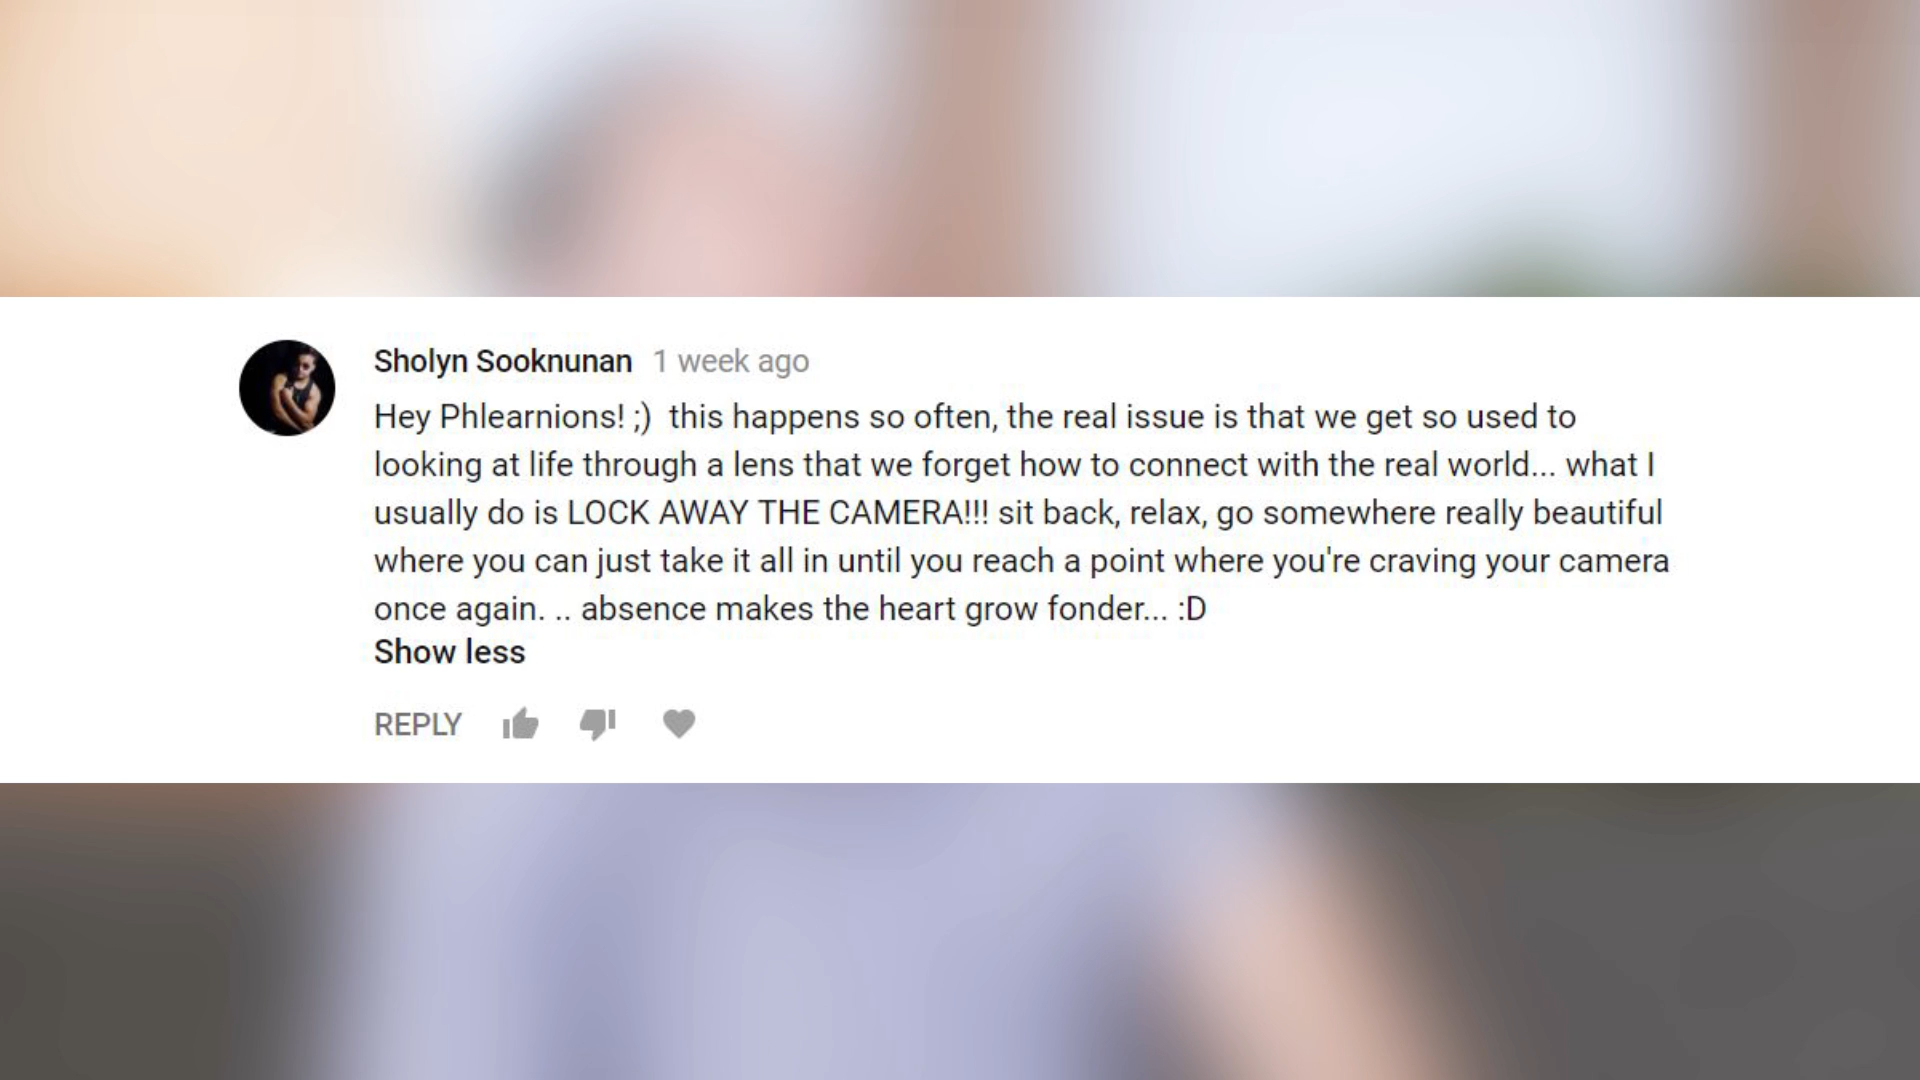 Sholyn Sooknunan 1 week ago
Hey Phlearnions! ;)  this happens so often, the real issue is that we get so used to
looking at life through a lens that we forget how to connect with the real world... what I
usually do is LOCK AWAY THE CAMERA!!! sit back, relax, go somewhere really beautiful
where you can just take it all in until you reach a point where you're craving your camera
once again. .. absence makes the heart grow fonder... :D
Show less
REPLY